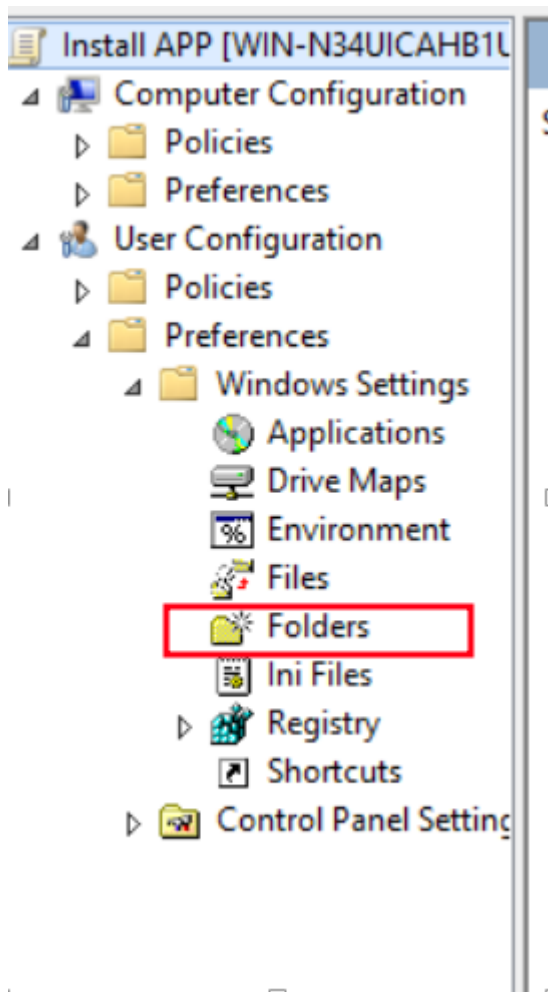 Install APP [WIN-N34UICAHB1U
Computer Configuration
Policies
Preferences
User Configuration
Policies
Preferences
Windows Settings
Applications
Drive Maps
Environment
Files
Folders
Ini Files
Registry
Shortcuts
Control Panel Setting